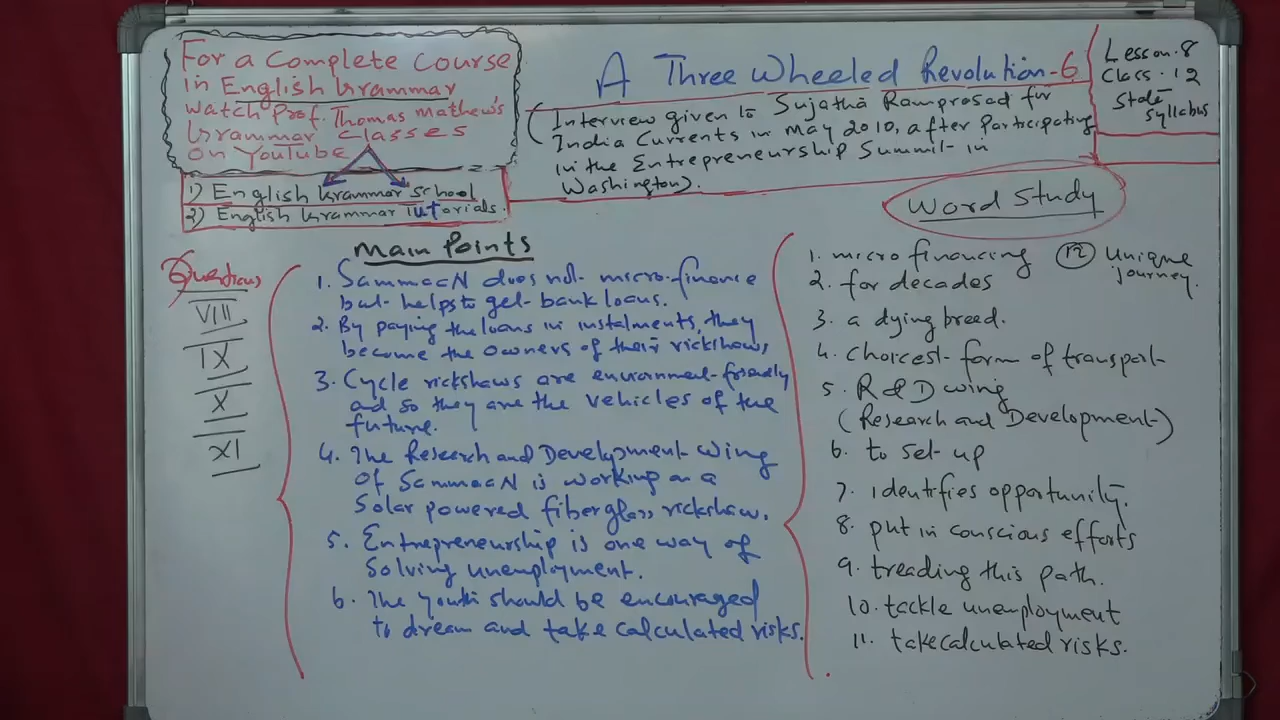 For a Complete Course
in English Grammar
watch Prof. Thomas Mathew's
Grammar Classes
on YouTube
1) English Grammar School
2) English Grammar Tutorials.
A Three Wheeled Revolution-6
(Interview given to Sujatha Ramprasad for
India Currents in May 2010, after Participating
in the Entrepreneurship Summit in
Washington).
Lesson.8
Class.12
State
Syllabus
Word Study
Questions
VIII
IX
X
XI
Main Points
1. SammaaN does not micro-finance
but helps to get bank loans.
2. By paying the loans in instalments, they
become the owners of their rickshaws,
3. Cycle rickshaws are environment-friendly
and so they are the vehicles of the
future.
4. The Research and Development wing
of SammaaN is working on a
Solar powered fiberglass rickshaw.
5. Entrepreneurship is one way of
solving unemployment.
6. The youth should be encouraged
to dream and take calculated risks.
1. micro financing
2. for decades
3. a dying breed.
4. choicest form of transport
5. R & D wing
(Research and Development)
6. to set-up
7. identifies opportunity.
8. put in conscious efforts
9. treading this path.
10. tackle unemployment
11. take calculated risks.
12 Unique
journey.